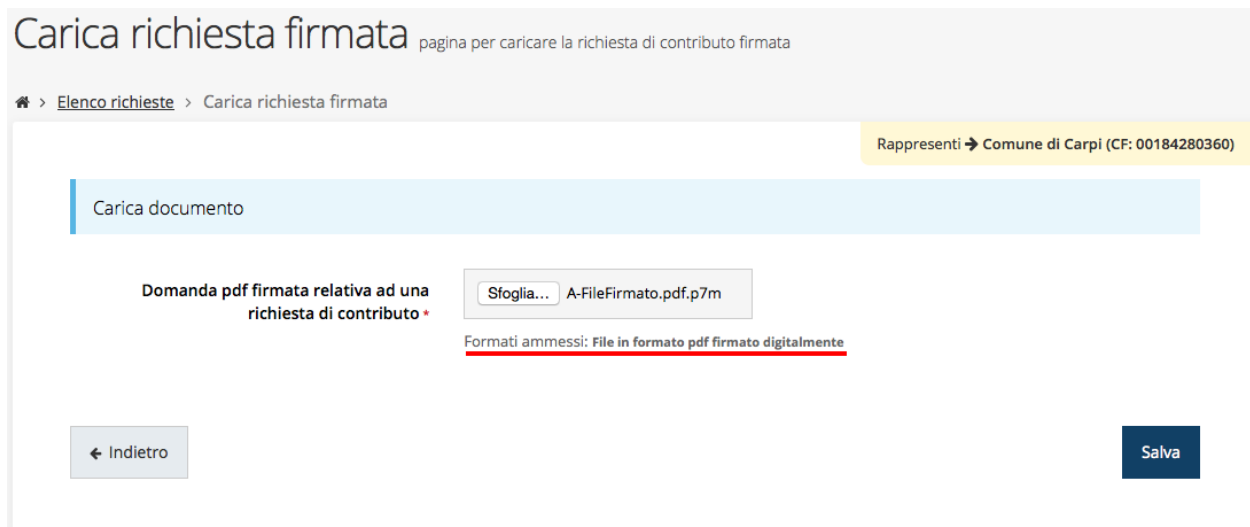 Carica richiesta firmata pagina per caricare la richiesta di contributo firmata
> Elenco richieste > Carica richiesta firmata
Rappresenti → Comune di Carpi (CF: 00184280360)
Carica documento
Domanda pdf firmata relativa ad una
richiesta di contributo *
Sfoglia... A-FileFirmato.pdf.p7m
Formati ammessi: File in formato pdf firmato digitalmente
← Indietro
Salva